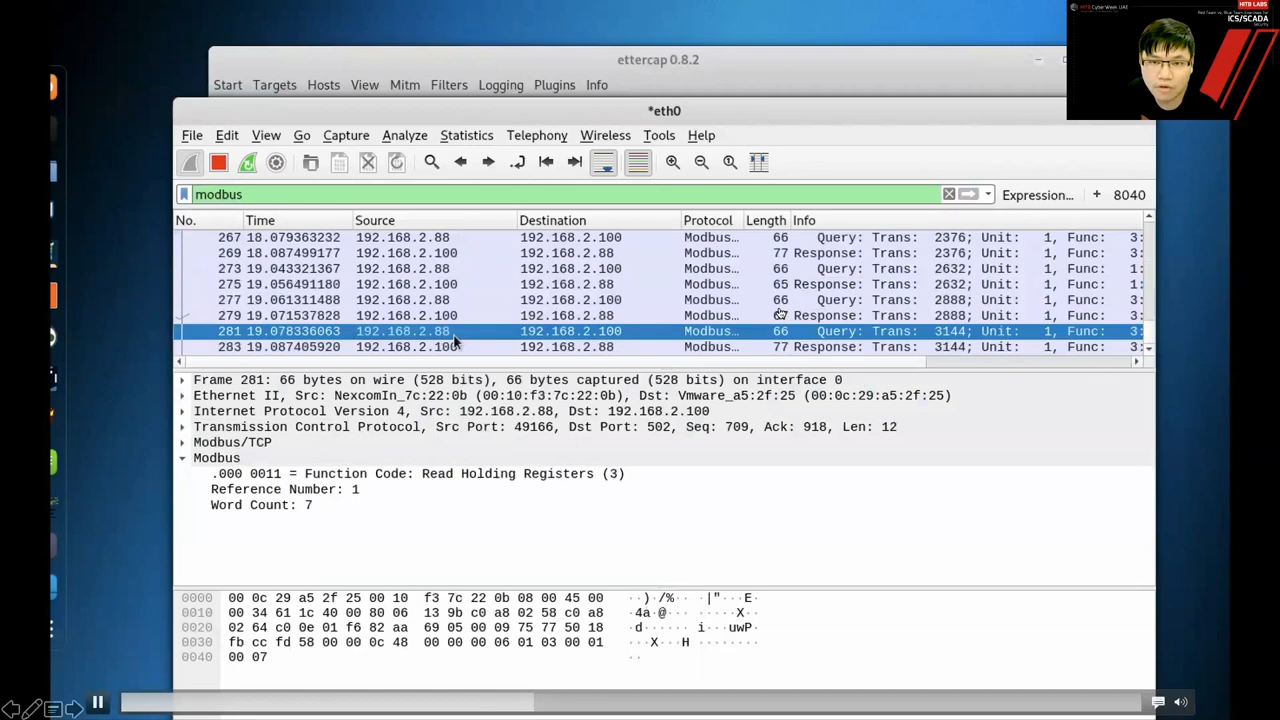 HITB CyberWeek UAE
HITB LABS
Red Team vs. Blue Team Exercises for
ICS/SCADA
Security
ettercap 0.8.2
Start Targets Hosts View Mitm Filters Logging Plugins Info
*eth0
File Edit View Go Capture Analyze Statistics Telephony Wireless Tools Help
modbus Expression... + 8040
No. Time Source Destination Protocol Length Info
267 18.079363232 192.168.2.88 192.168.2.100 Modbus... 66 Query: Trans: 2376; Unit: 1, Func: 3:
269 18.087499177 192.168.2.100 192.168.2.88 Modbus... 77 Response: Trans: 2376; Unit: 1, Func: 3:
273 19.043321367 192.168.2.88 192.168.2.100 Modbus... 66 Query: Trans: 2632; Unit: 1, Func: 1:
275 19.056491180 192.168.2.100 192.168.2.88 Modbus... 65 Response: Trans: 2632; Unit: 1, Func: 1:
277 19.061311488 192.168.2.88 192.168.2.100 Modbus... 66 Query: Trans: 2888; Unit: 1, Func: 3:
279 19.071537828 192.168.2.100 192.168.2.88 Modbus... Response: Trans: 2888; Unit: 1, Func: 3:
281 19.078336063 192.168.2.88 192.168.2.100 Modbus... 66 Query: Trans: 3144; Unit: 1, Func: 3:
283 19.087405920 192.168.2.100 192.168.2.88 Modbus... 77 Response: Trans: 3144; Unit: 1, Func: 3:
Frame 281: 66 bytes on wire (528 bits), 66 bytes captured (528 bits) on interface 0
Ethernet II, Src: NexcomIn_7c:22:0b (00:10:f3:7c:22:0b), Dst: Vmware_a5:2f:25 (00:0c:29:a5:2f:25)
Internet Protocol Version 4, Src: 192.168.2.88, Dst: 192.168.2.100
Transmission Control Protocol, Src Port: 49166, Dst Port: 502, Seq: 709, Ack: 918, Len: 12
Modbus/TCP
Modbus
.000 0011 = Function Code: Read Holding Registers (3)
Reference Number: 1
Word Count: 7
0000 00 0c 29 a5 2f 25 00 10 f3 7c 22 0b 08 00 45 00 ··)·/%·· ·|"···E·
0010 00 34 61 1c 40 00 80 06 13 9b c0 a8 02 58 c0 a8 ·4a·@··· ·····X··
0020 02 64 c0 0e 01 f6 82 aa 69 05 00 09 75 77 50 18 ·d······ i···uwP·
0030 fb cc fd 58 00 00 0c 48 00 00 00 06 01 03 00 01 ···X···H ········
0040 00 07 ··